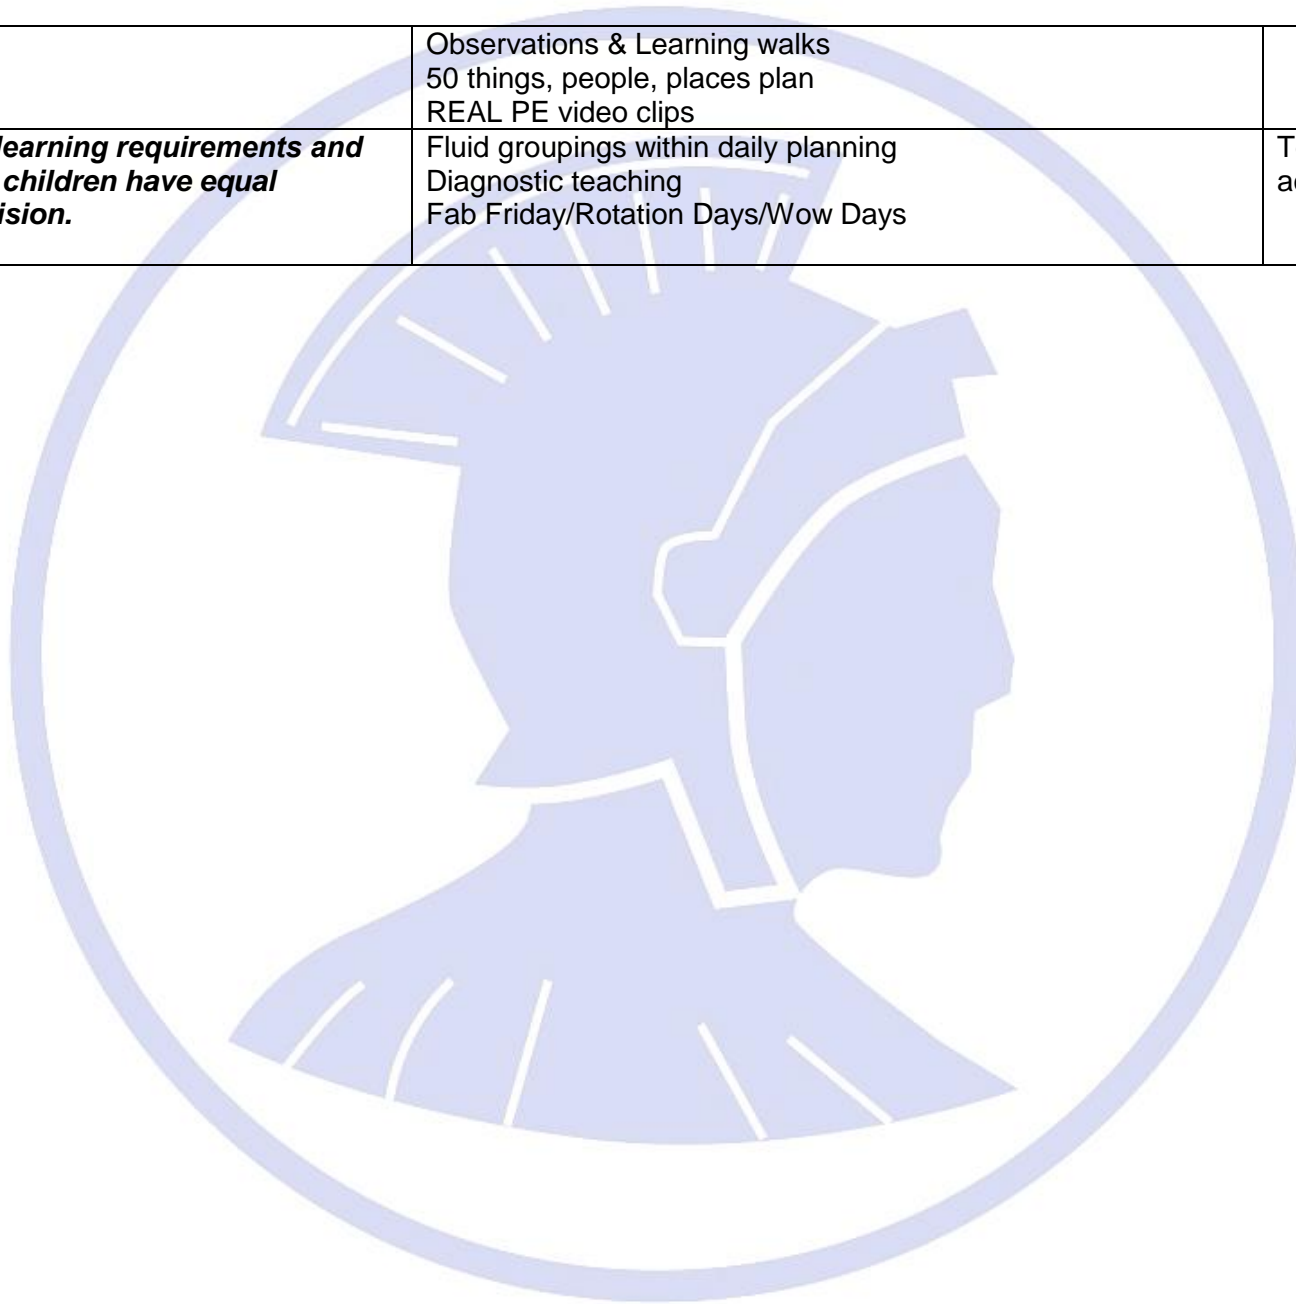 Observations & Learning walks
50 things, people, places plan
REAL PE video clips
learning requirements and
children have equal
Fluid groupings within daily planning
Diagnostic teaching
Fab Friday/Rotation Days/Wow Days